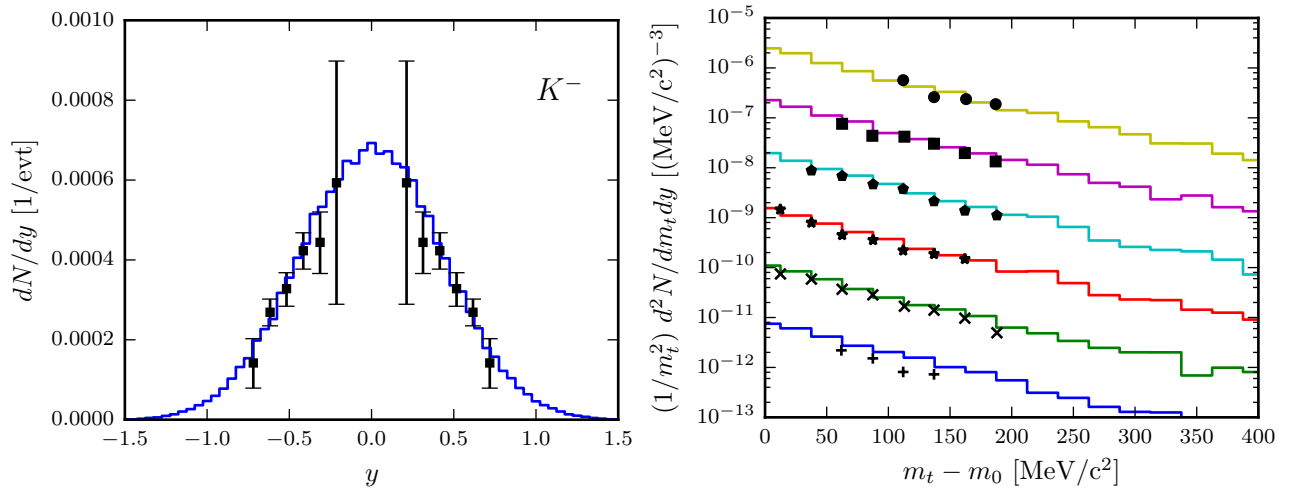 0.0010
0.0008
0.0006
0.0004
0.0002
0.0000
dN/dy [1/evt]
K⁻
−1.5 −1.0 −0.5 0.0 0.5 1.0 1.5
y
10⁻⁵
10⁻⁶
10⁻⁷
10⁻⁸
10⁻⁹
10⁻¹⁰
10⁻¹¹
10⁻¹²
10⁻¹³
(1/m_t²) d²N/dm_t dy [(MeV/c²)⁻³]
0 50 100 150 200 250 300 350 400
m_t − m_0 [MeV/c²]